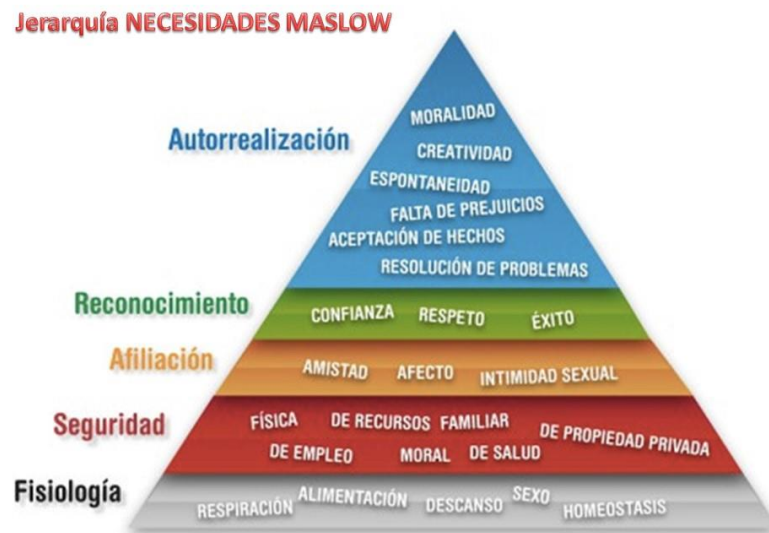 Jerarquía NECESIDADES MASLOW
Autorrealización
MORALIDAD
CREATIVIDAD
ESPONTANEIDAD
FALTA DE PREJUICIOS
ACEPTACIÓN DE HECHOS
RESOLUCIÓN DE PROBLEMAS
Reconocimiento
CONFIANZA RESPETO ÉXITO
Afiliación
AMISTAD AFECTO INTIMIDAD SEXUAL
Seguridad
FÍSICA DE RECURSOS FAMILIAR DE PROPIEDAD PRIVADA
DE EMPLEO MORAL DE SALUD
Fisiología
RESPIRACIÓN ALIMENTACIÓN DESCANSO SEXO HOMEOSTASIS